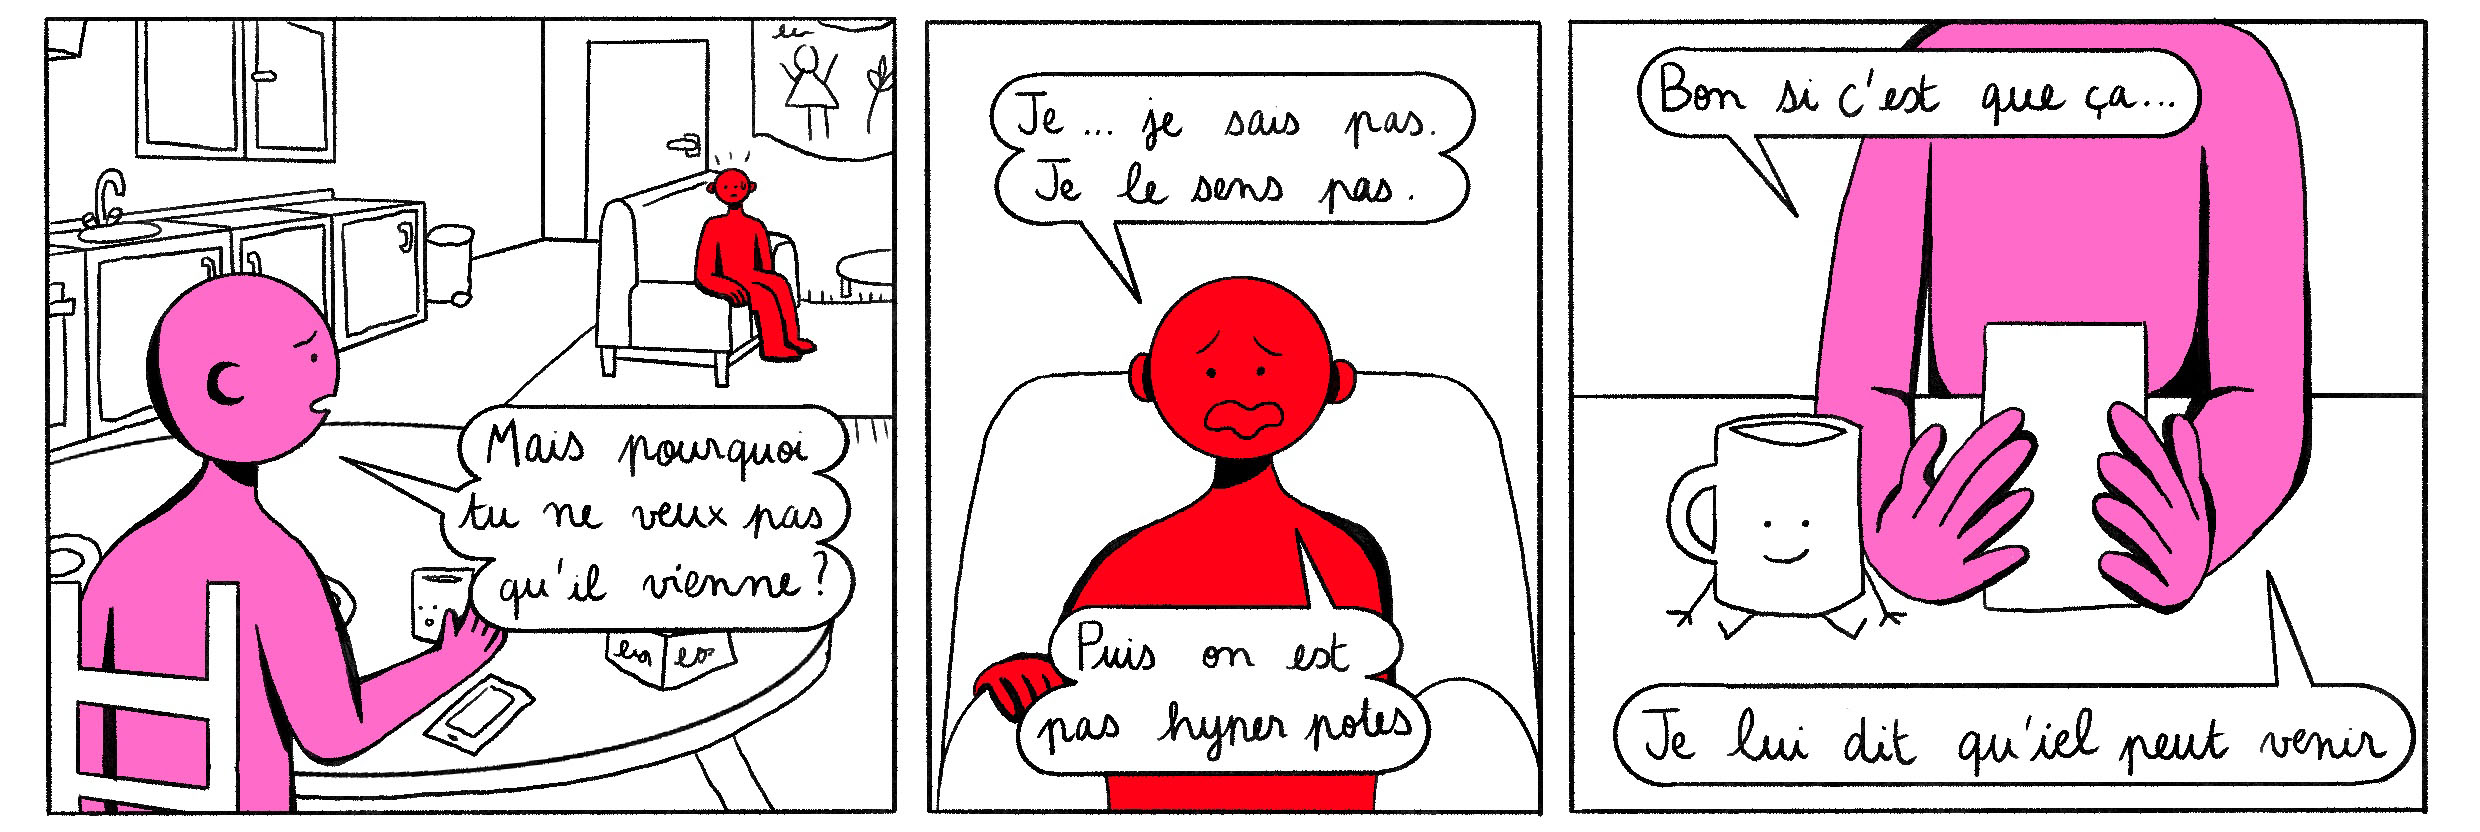 Mais pourquoi
tu ne veux pas
qu'il vienne ?
Je ... je sais pas.
Je le sens pas.
Puis on est
pas hyper potes
Bon si c'est que ça...
Je lui dit qu'iel peut venir